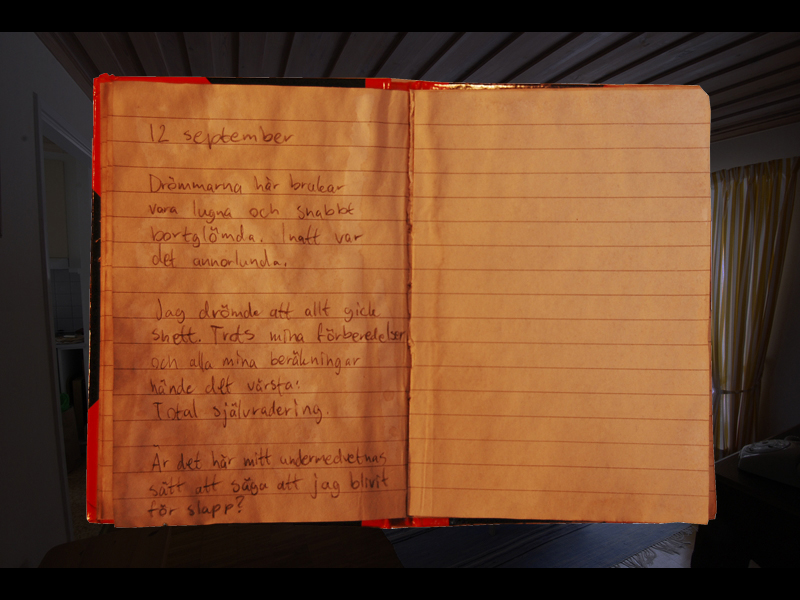 12 september
Drömmarna här brukar
vara lugna och snabbt
bortglömda. Inatt var
det annorlunda.
Jag drömde att allt gick
snett. Trots mina förberedelser
och alla mina beräkningar
hände det värsta:
Total självradering.
Är det här mitt undermedvetnas
sätt att säga att jag blivit
för slapp?